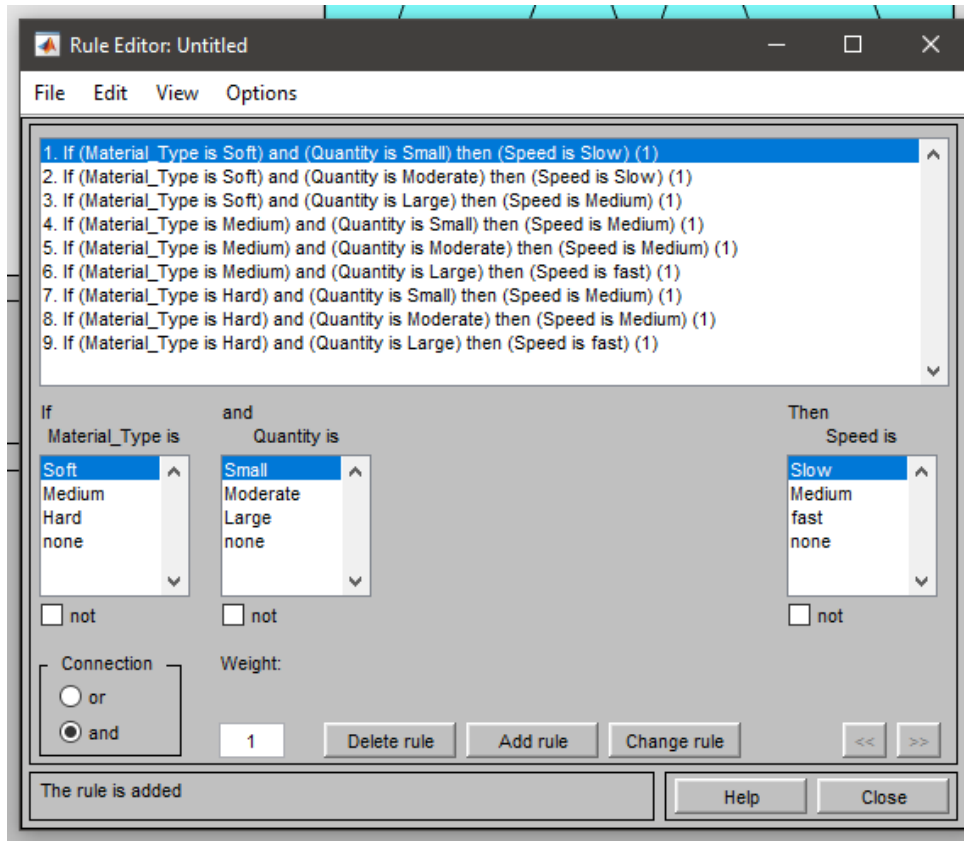 Rule Editor: Untitled
File Edit View Options
1. If (Material_Type is Soft) and (Quantity is Small) then (Speed is Slow) (1)
2. If (Material_Type is Soft) and (Quantity is Moderate) then (Speed is Slow) (1)
3. If (Material_Type is Soft) and (Quantity is Large) then (Speed is Medium) (1)
4. If (Material_Type is Medium) and (Quantity is Small) then (Speed is Medium) (1)
5. If (Material_Type is Medium) and (Quantity is Moderate) then (Speed is Medium) (1)
6. If (Material_Type is Medium) and (Quantity is Large) then (Speed is fast) (1)
7. If (Material_Type is Hard) and (Quantity is Small) then (Speed is Medium) (1)
8. If (Material_Type is Hard) and (Quantity is Moderate) then (Speed is Medium) (1)
9. If (Material_Type is Hard) and (Quantity is Large) then (Speed is fast) (1)
If
Material_Type is
Soft
Medium
Hard
none
not
and
Quantity is
Small
Moderate
Large
none
not
Then
Speed is
Slow
Medium
fast
none
not
Connection
or
and
Weight:
1
Delete rule
Add rule
Change rule
<<
>>
The rule is added
Help
Close